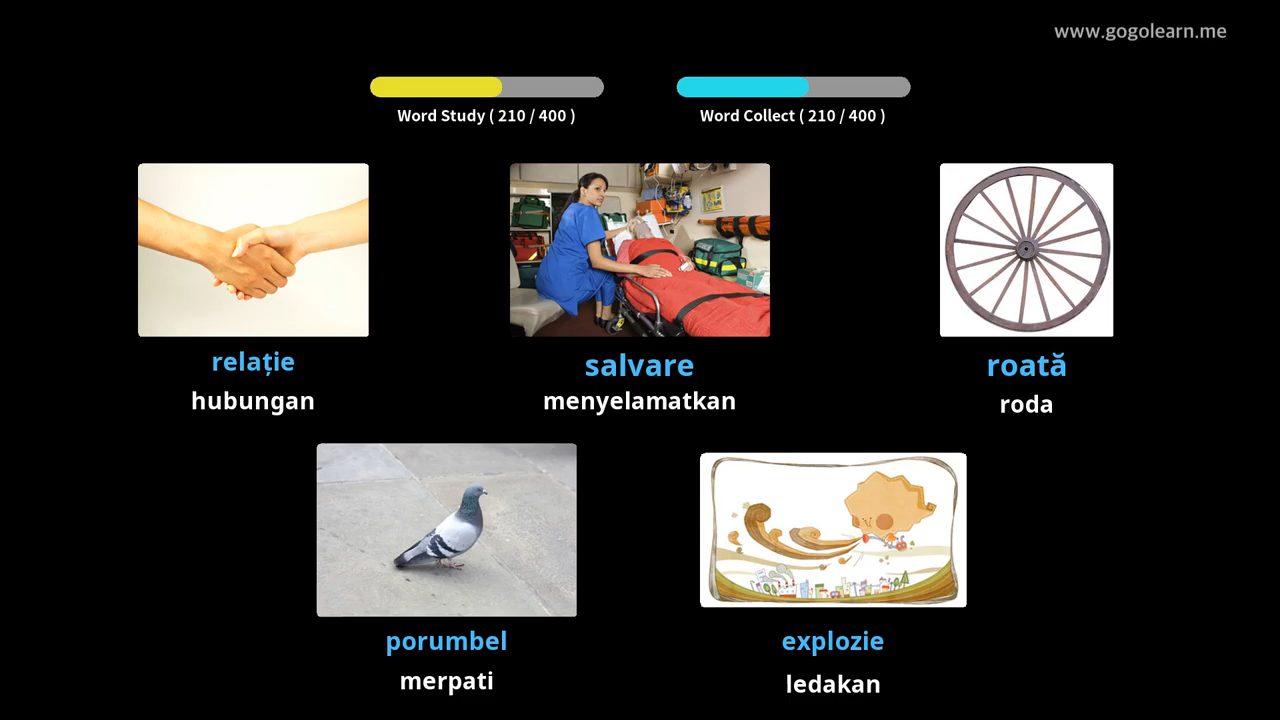 www.gogolearn.me
Word Study ( 210 / 400 )
Word Collect ( 210 / 400 )
relație
hubungan
salvare
menyelamatkan
roată
roda
porumbel
merpati
explozie
ledakan